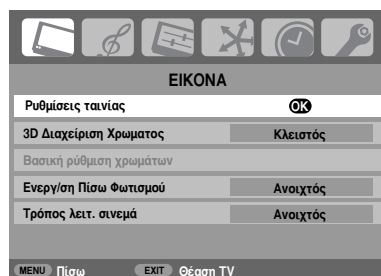 ΕΙΚΟΝΑ
Ρυθμίσεις ταινίας OK
3D Διαχείριση Χρωματος Κλειστός
Βασική ρύθμιση χρωμάτων
Ενεργ/ση Πίσω Φωτισμού Ανοιχτός
Τρόπος λειτ. σινεμά Ανοιχτός
MENU Πίσω EXIT Θέαση TV